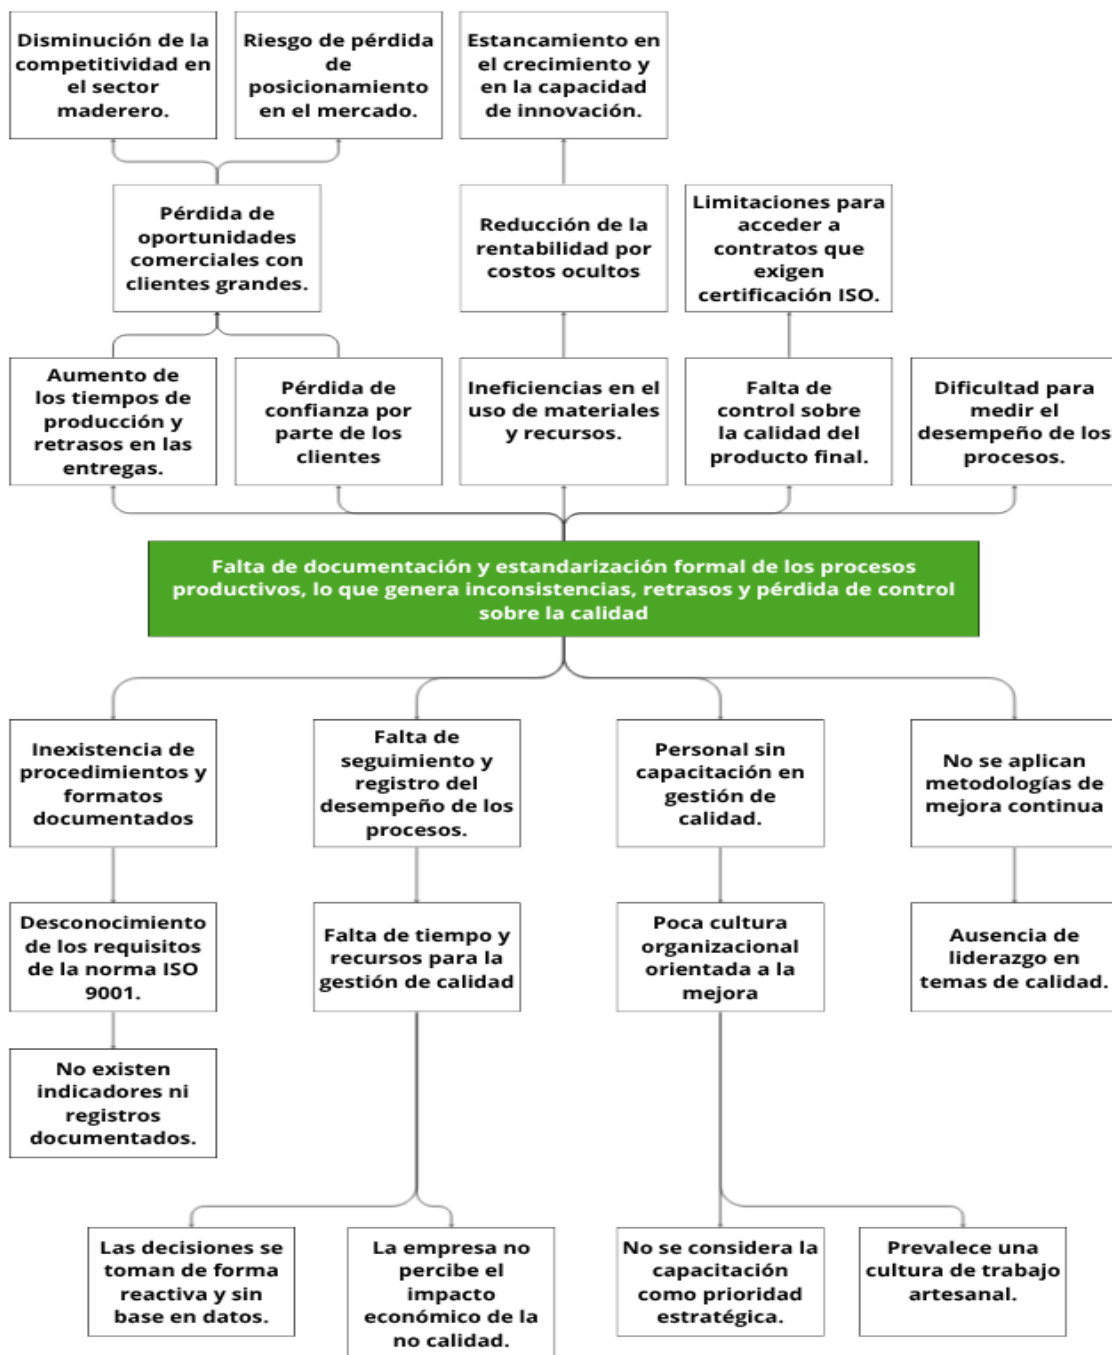 Disminución de la
competitividad en
el sector
maderero.
Riesgo de pérdida
de
posicionamiento
en el mercado.
Estancamiento en
el crecimiento y
en la capacidad
de innovación.
Pérdida de
oportunidades
comerciales con
clientes grandes.
Reducción de la
rentabilidad por
costos ocultos
Limitaciones para
acceder a
contratos que
exigen
certificación ISO.
Aumento de
los tiempos de
producción y
retrasos en las
entregas.
Pérdida de
confianza por
parte de los
clientes
Ineficiencias en el
uso de materiales
y recursos.
Falta de
control sobre
la calidad del
producto final.
Dificultad para
medir el
desempeño de los
procesos.
Falta de documentación y estandarización formal de los procesos
productivos, lo que genera inconsistencias, retrasos y pérdida de control
sobre la calidad
Inexistencia de
procedimientos y
formatos
documentados
Falta de
seguimiento y
registro del
desempeño de los
procesos.
Personal sin
capacitación en
gestión de
calidad.
No se aplican
metodologías de
mejora continua
Desconocimiento
de los requisitos
de la norma ISO
9001.
Falta de tiempo y
recursos para la
gestión de calidad
Poca cultura
organizacional
orientada a la
mejora
Ausencia de
liderazgo en
temas de calidad.
No existen
indicadores ni
registros
documentados.
Las decisiones se
toman de forma
reactiva y sin
base en datos.
La empresa no
percibe el
impacto
económico de la
no calidad.
No se considera la
capacitación
como prioridad
estratégica.
Prevalece una
cultura de trabajo
artesanal.